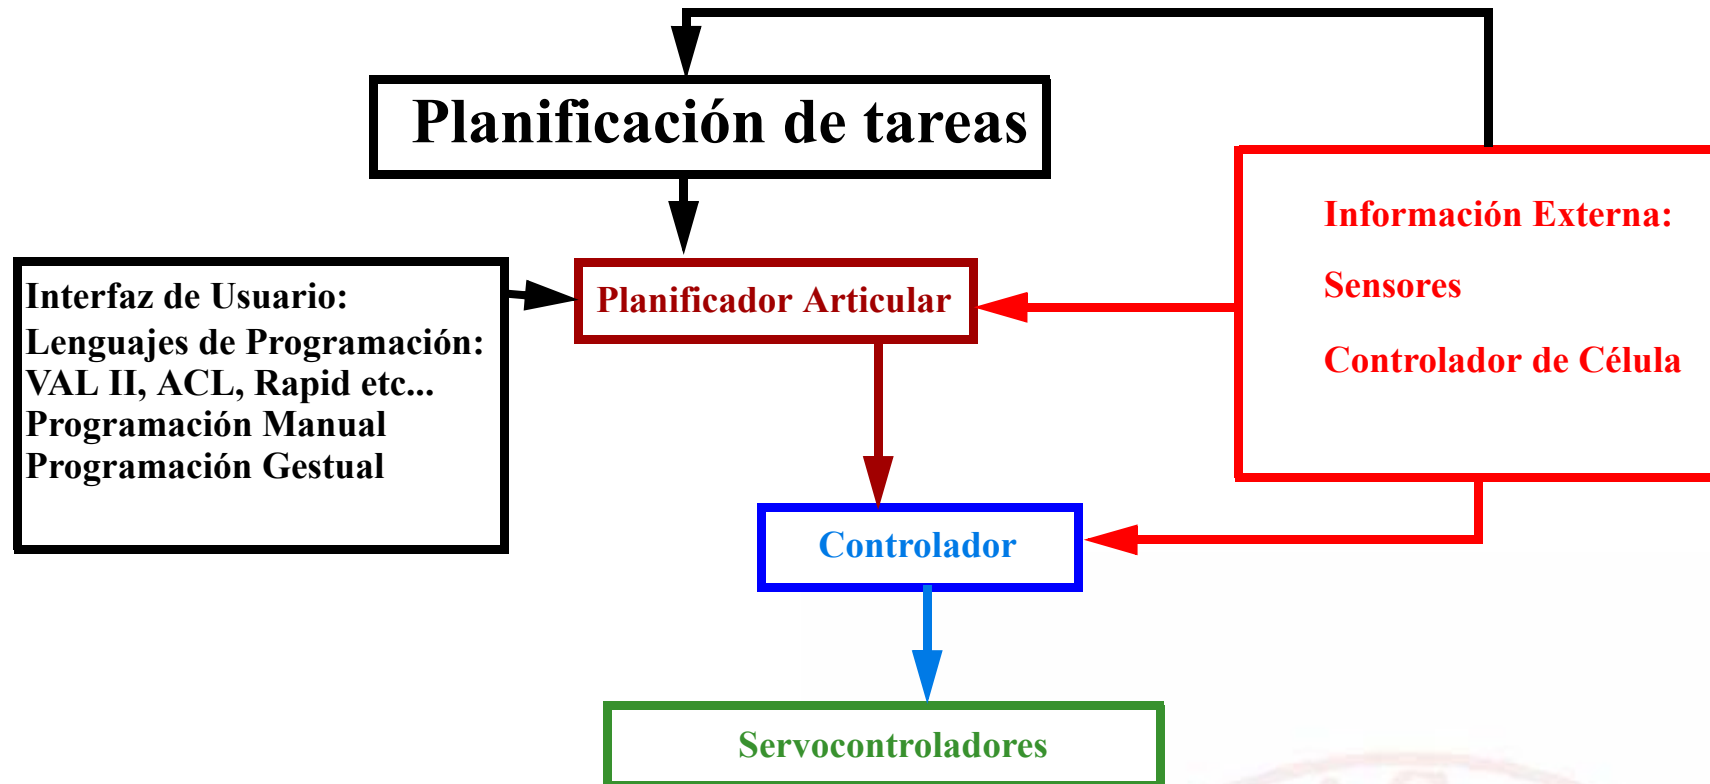 Planificación de tareas
Información Externa:
Sensores
Controlador de Célula
Interfaz de Usuario:
Lenguajes de Programación:
VAL II, ACL, Rapid etc...
Programación Manual
Programación Gestual
Planificador Articular
Controlador
Servocontroladores